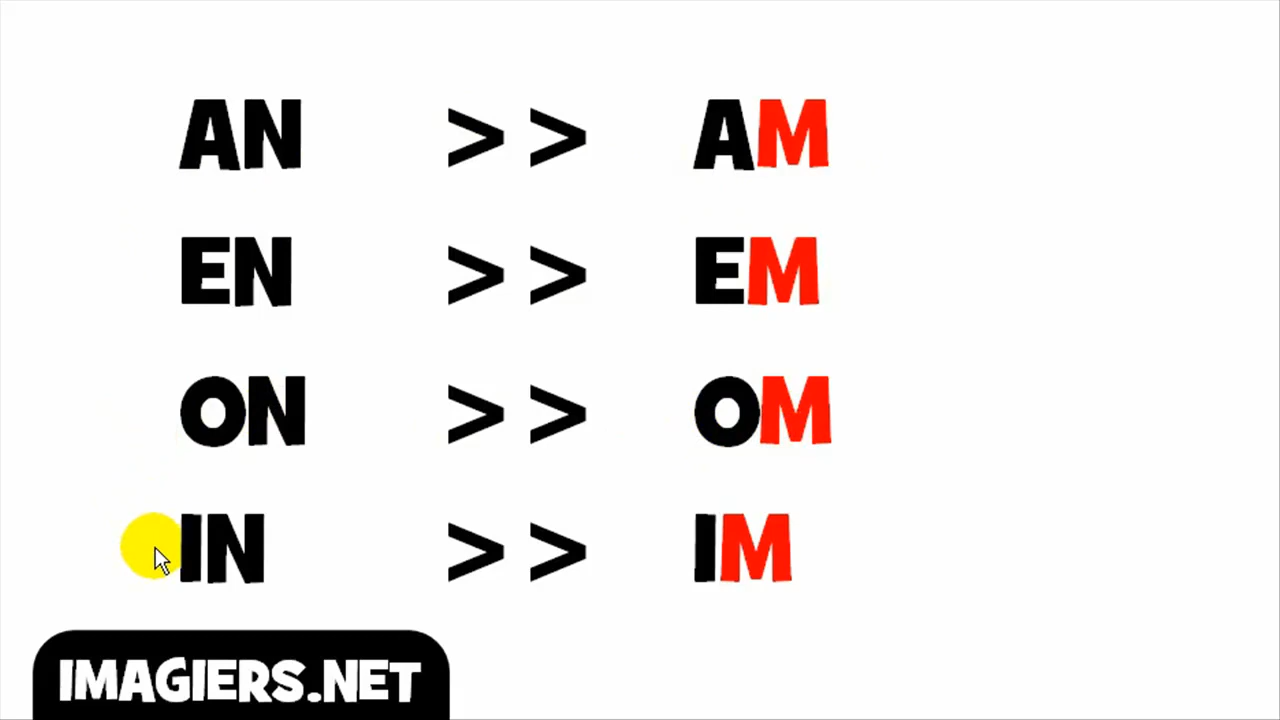 AN >> AM
EN >> EM
ON >> OM
IN >> IM
IMAGIERS.NET